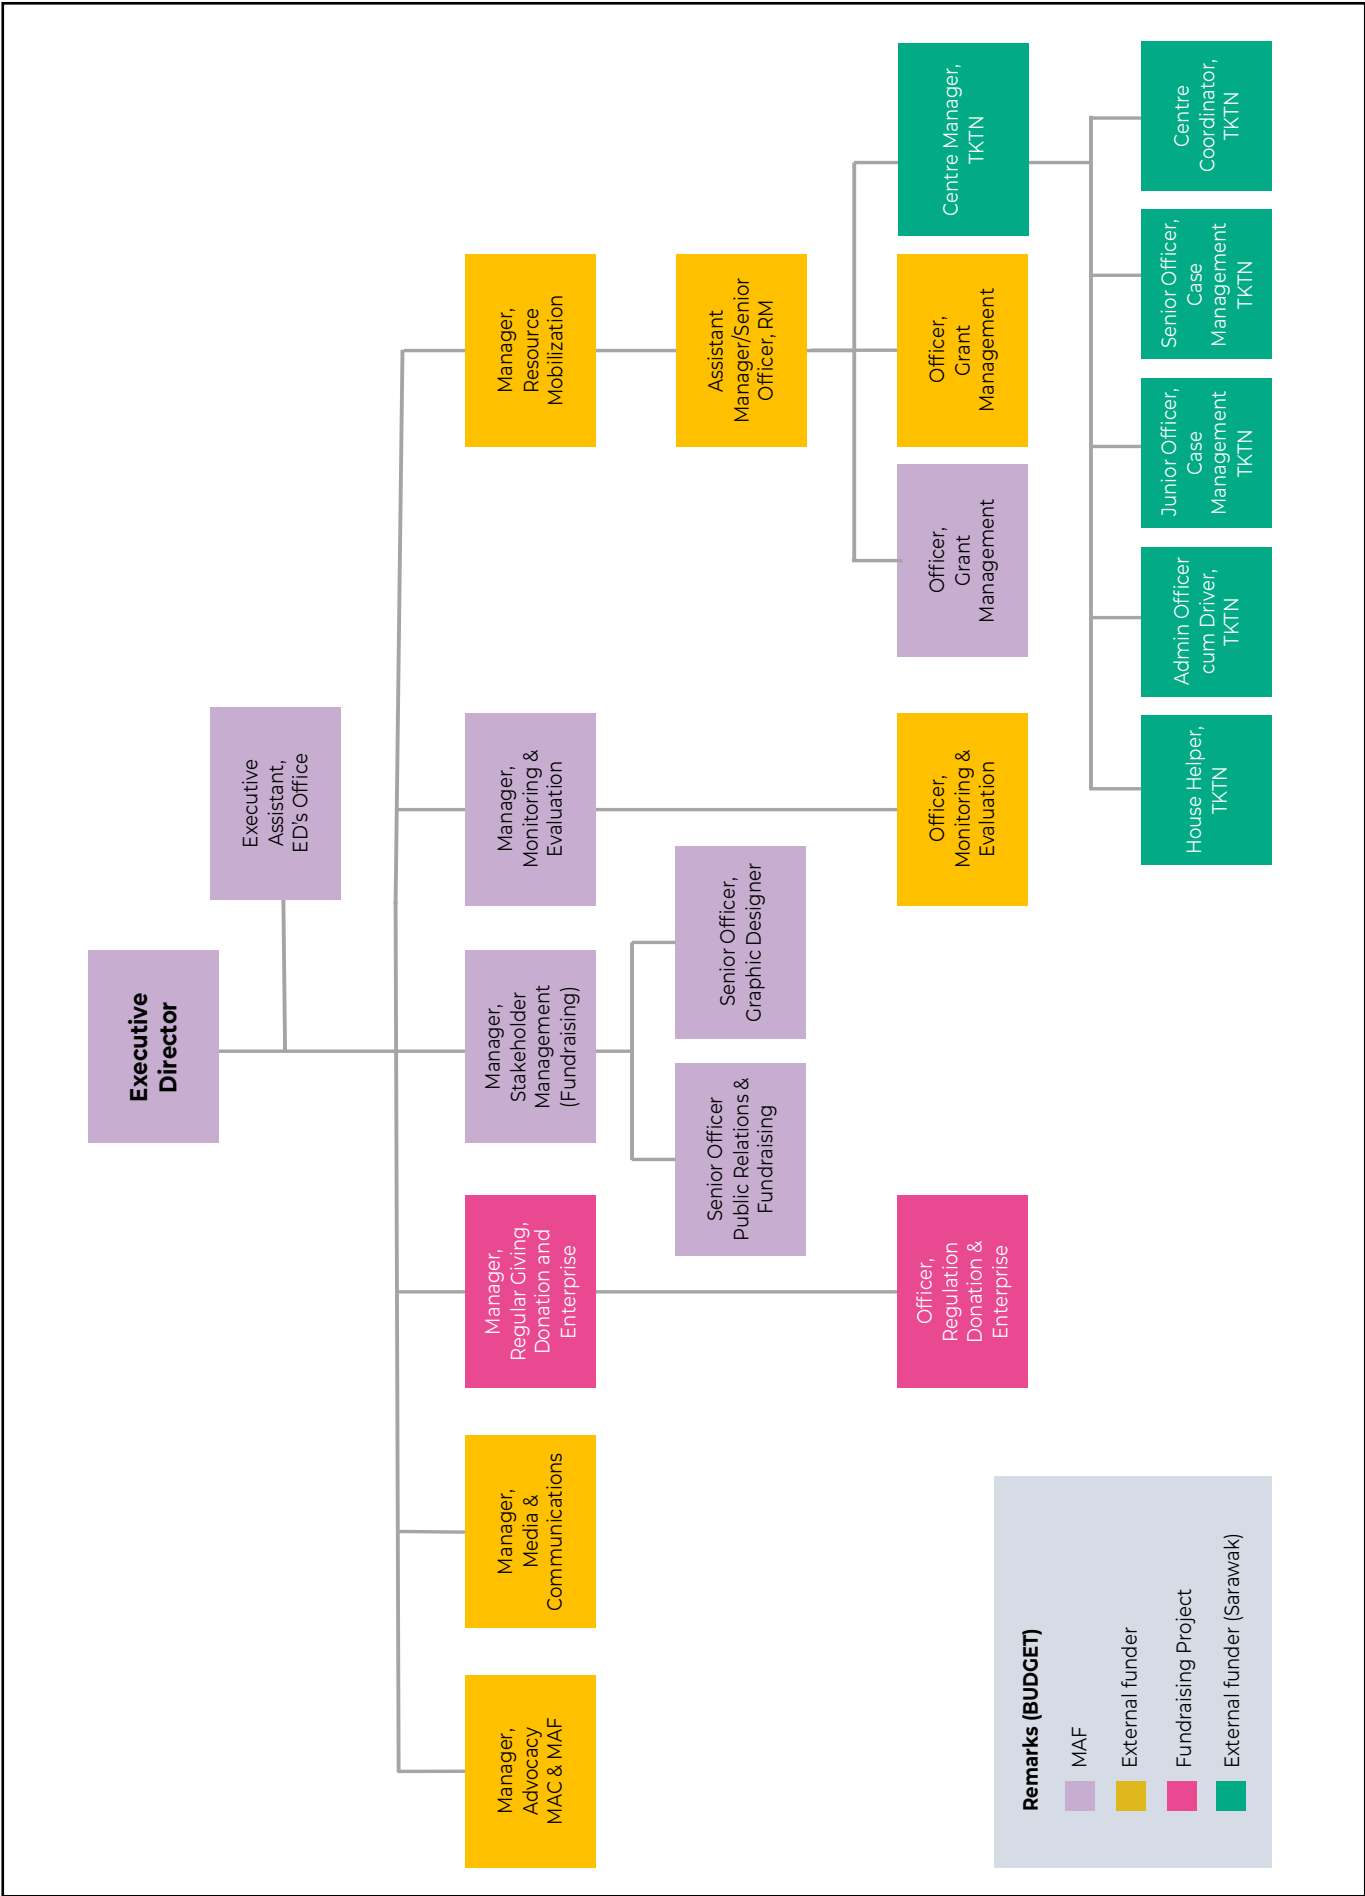 Executive
Director
Executive
Assistant,
ED's Office
Manager,
Advocacy
MAC & MAF
Manager,
Media &
Communications
Manager,
Regular Giving,
Donation and
Enterprise
Manager,
Stakeholder
Management
(Fundraising)
Manager,
Monitoring &
Evaluation
Manager,
Resource
Mobilization
Senior Officer
Public Relations &
Fundraising
Senior Officer,
Graphic Designer
Assistant
Manager/Senior
Officer, RM
Officer,
Regulation
Donation &
Enterprise
Officer,
Monitoring &
Evaluation
Officer,
Grant
Management
Officer,
Grant
Management
Centre Manager,
TKTN
House Helper,
TKTN
Admin Officer
cum Driver,
TKTN
Junior Officer,
Case
Management
TKTN
Senior Officer,
Case
Management
TKTN
Centre
Coordinator,
TKTN
Remarks (BUDGET)
MAF
External funder
Fundraising Project
External funder (Sarawak)